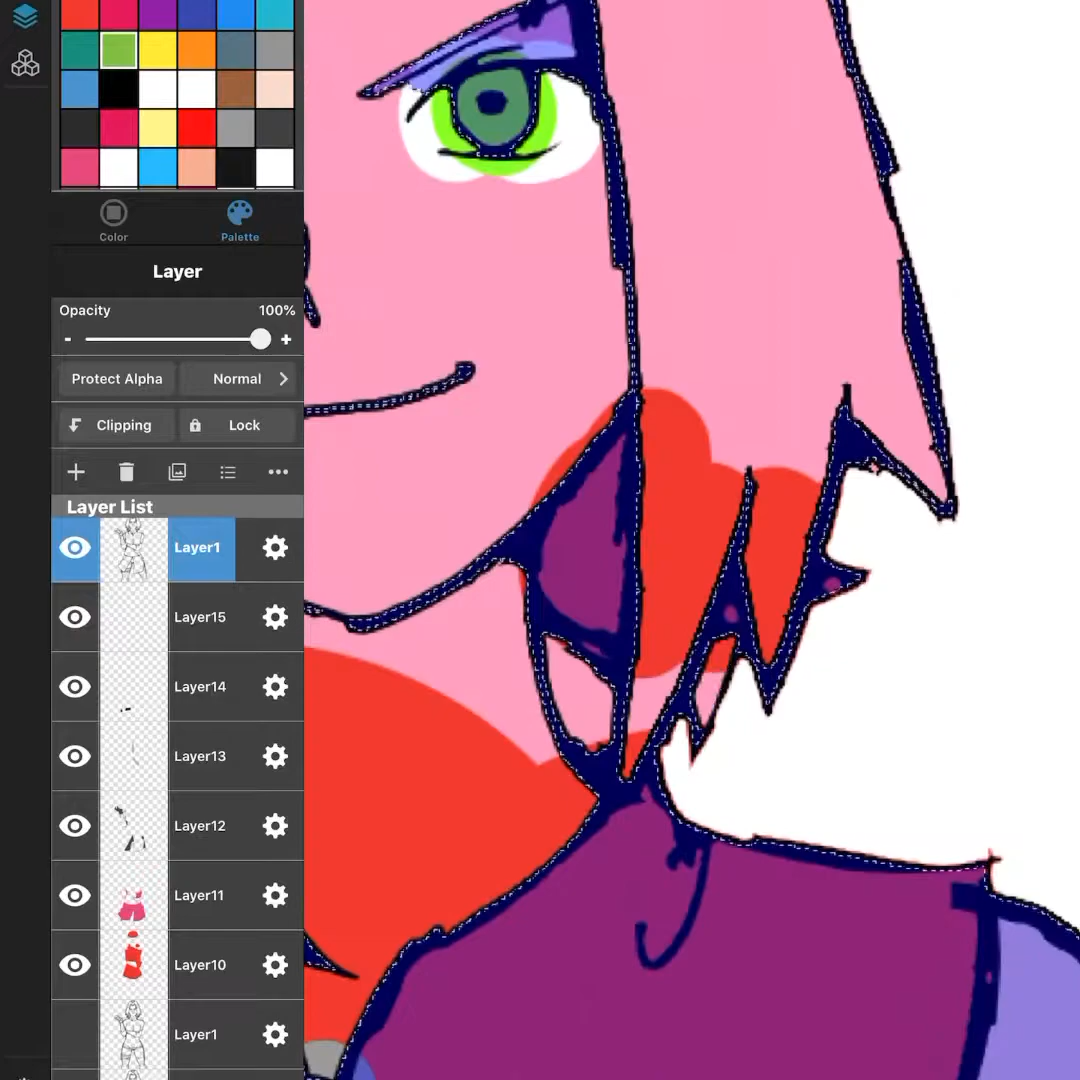 Color Palette
Layer
Opacity 100%
- +
Protect Alpha Normal
Clipping Lock
Layer List
Layer1
Layer15
Layer14
Layer13
Layer12
Layer11
Layer10
Layer1